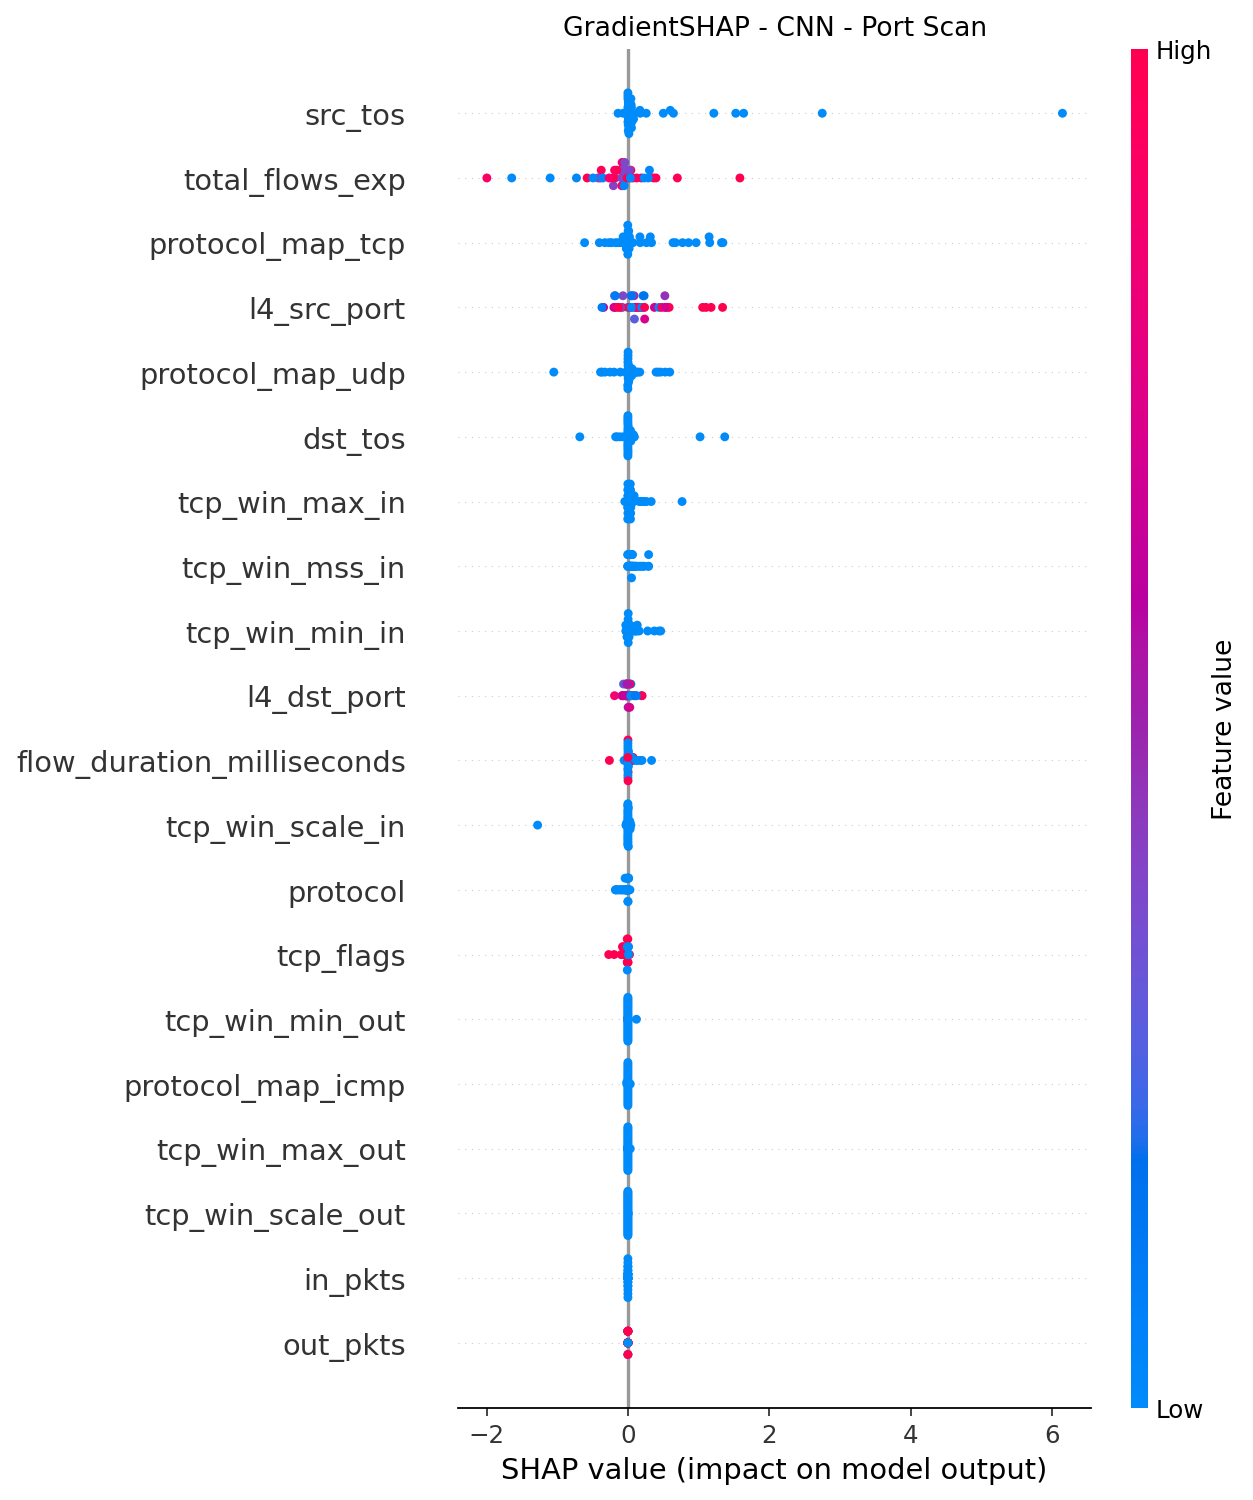 GradientSHAP - CNN - Port Scan
High
src_tos
total_flows_exp
protocol_map_tcp
l4_src_port
protocol_map_udp
dst_tos
tcp_win_max_in
tcp_win_mss_in
tcp_win_min_in
l4_dst_port
flow_duration_milliseconds
tcp_win_scale_in
protocol
tcp_flags
tcp_win_min_out
protocol_map_icmp
tcp_win_max_out
tcp_win_scale_out
in_pkts
out_pkts
Feature value
Low
−2 0 2 4 6
SHAP value (impact on model output)